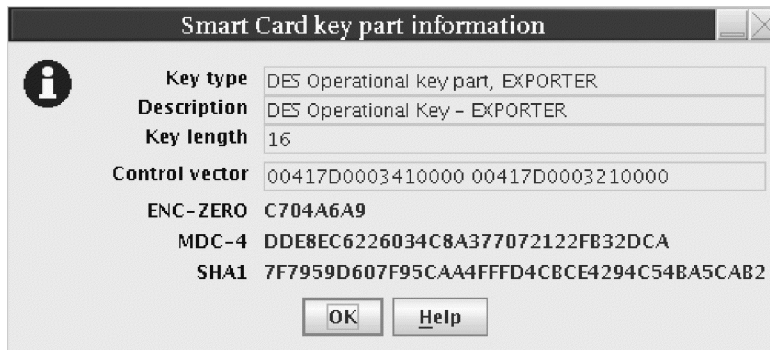 Smart Card key part information
Key type DES Operational key part, EXPORTER
Description DES Operational Key – EXPORTER
Key length 16
Control vector 00417D0003410000 00417D0003210000
ENC-ZERO C704A6A9
MDC-4 DDE8EC6226034C8A377072122FB32DCA
SHA1 7F7959D607F95CAA4FFFD4CBCE4294C54BA5CAB2
OK Help